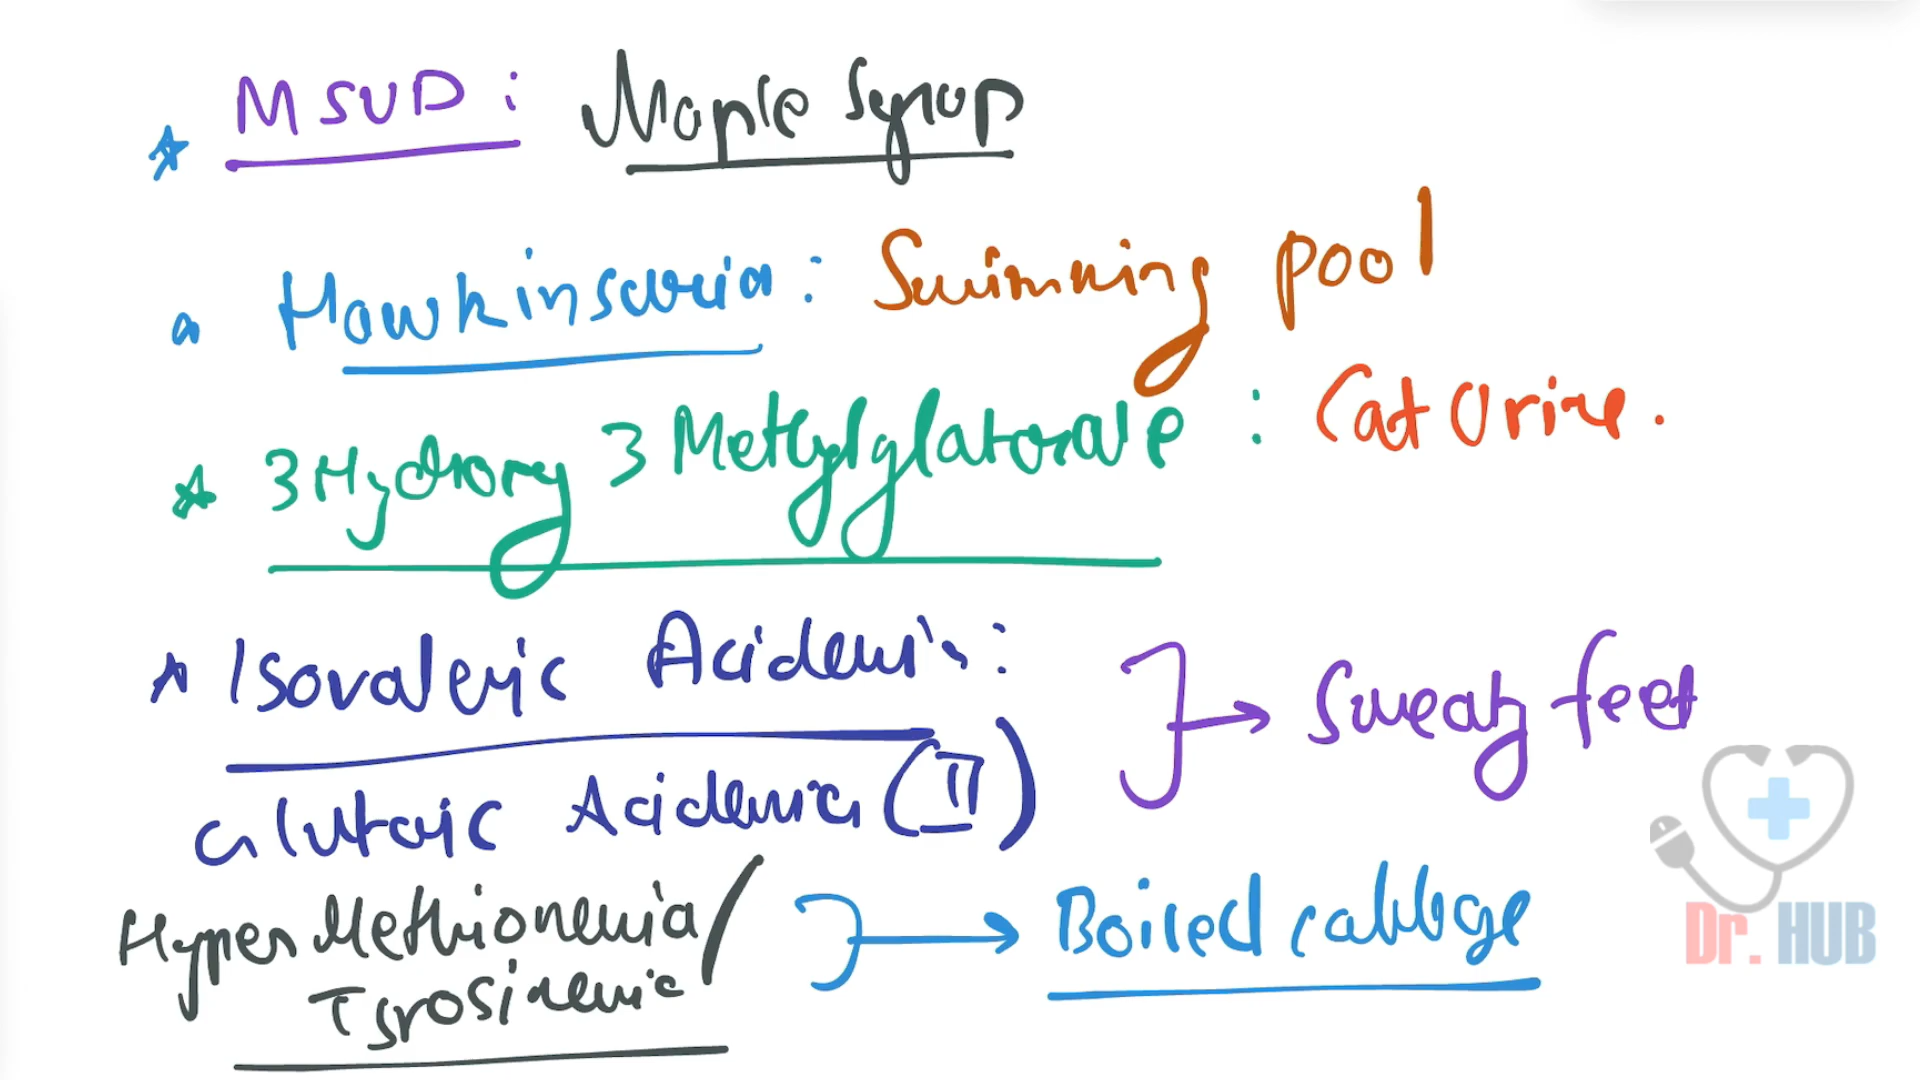 MSUD: Maple Syrup
Hawkinsuria: Swimming pool
3 Hydroxy 3 Methylglutarate : Cat Urine.
Isovaleric Acidemia:
Sweaty feet
Glutaric Acidemia (II)
Hyper Methionemia/
Tyrosinemia
Boiled cabbage
Dr. HUB